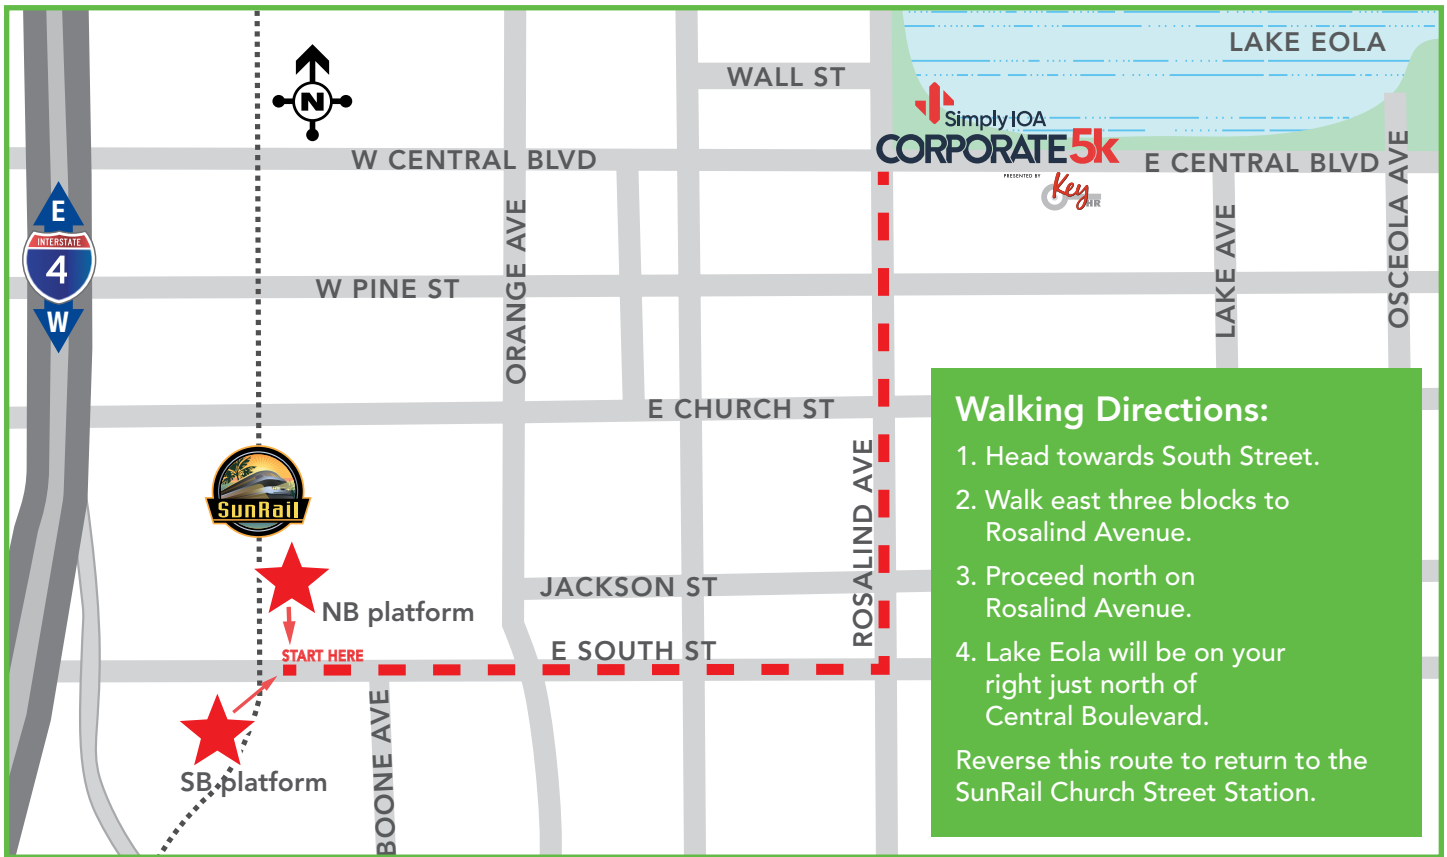 LAKE EOLA
WALL ST
N
Simply IOA
CORPORATE 5k
PRESENTED BY
Key
HR
W CENTRAL BLVD
E CENTRAL BLVD
OSCEOLA AVE
LAKE AVE
ORANGE AVE
E
INTERSTATE
4
W
W PINE ST
E CHURCH ST
ROSALIND AVE
SunRail
JACKSON ST
NB platform
START HERE
E SOUTH ST
BOONE AVE
SB platform
Walking Directions:
1. Head towards South Street.
2. Walk east three blocks to
Rosalind Avenue.
3. Proceed north on
Rosalind Avenue.
4. Lake Eola will be on your
right just north of
Central Boulevard.
Reverse this route to return to the
SunRail Church Street Station.